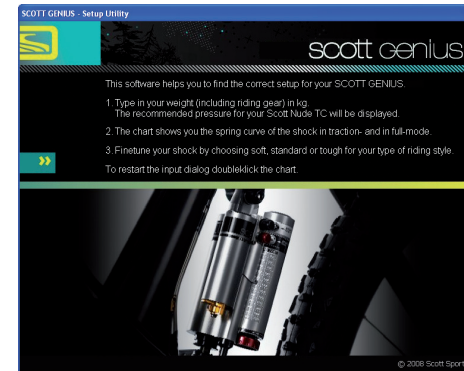 SCOTT GENIUS - Setup Utility
scott Genius
This software helps you to find the correct setup for your SCOTT GENIUS.
1. Type in your weight (including riding gear) in kg.
The recommended pressure for your Scott Nude TC will be displayed.
2. The chart shows you the spring curve of the shock in traction- and in full-mode.
3. Finetune your shock by choosing soft, standard or tough for your type of riding style.
To restart the input dialog doubleklick the chart.
© 2008 Scott Sport